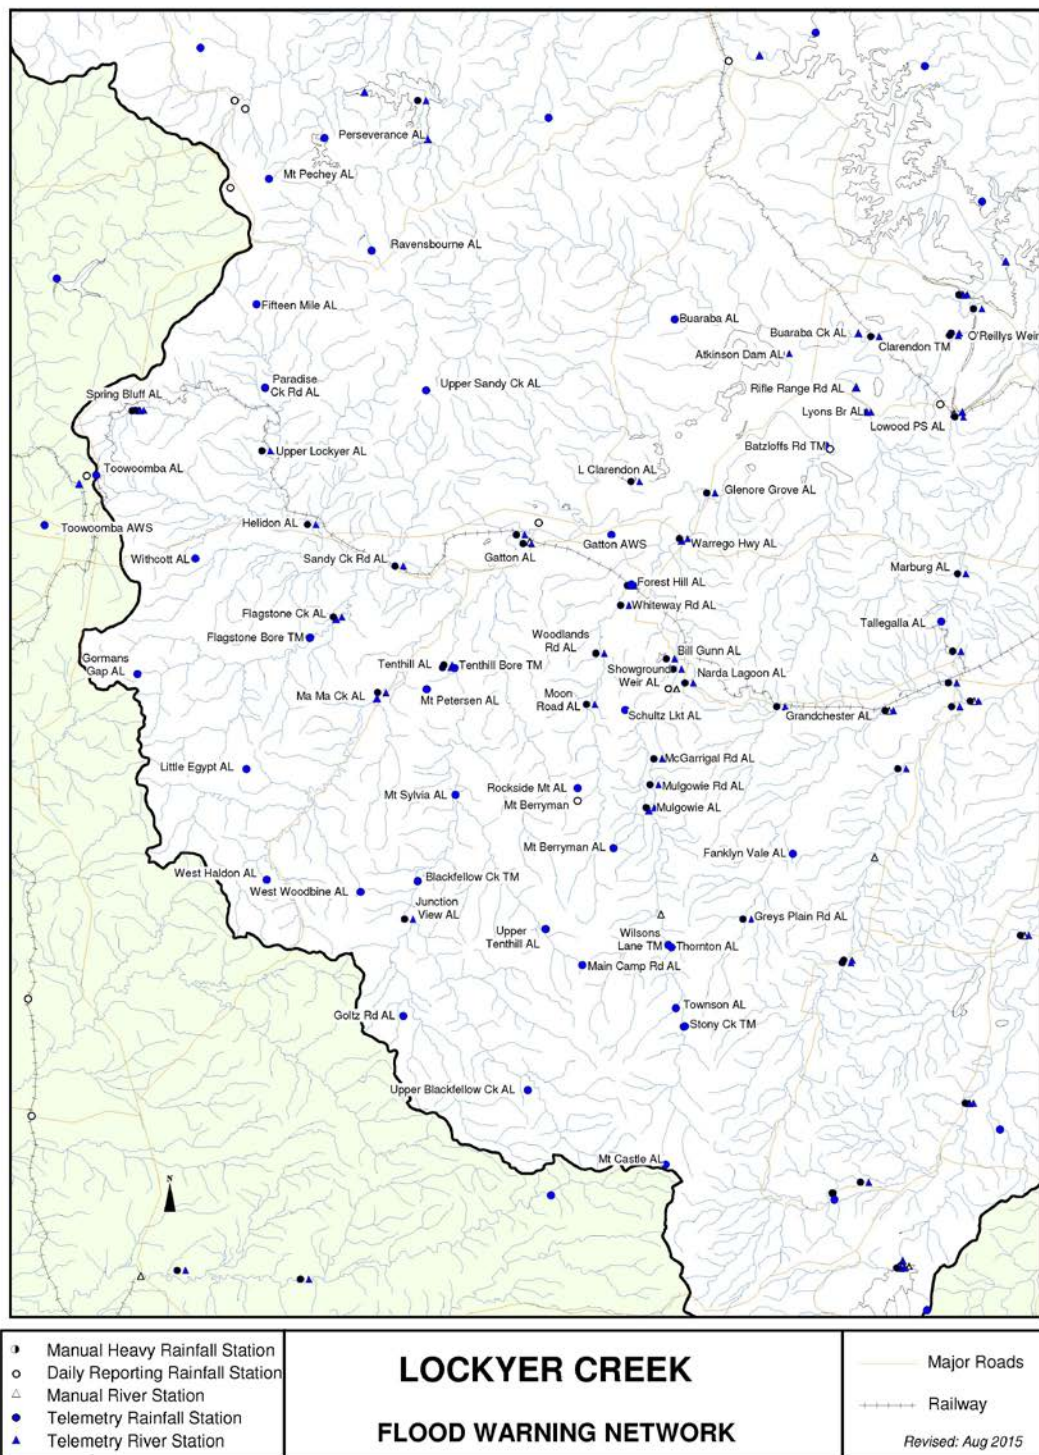 Perseverance AL
Mt Pechey AL
Ravensbourne AL
Fifteen Mile AL
Buaraba AL
Buaraba Ck AL
O'Reillys Weir
Clarendon TM
Atkinson Dam AL
Paradise
Ck Rd AL
Upper Sandy Ck AL
Rifle Range Rd AL
Spring Bluff AL
Lyons Br AL
Lowood PS AL
Upper Lockyer AL
Batzloffs Rd TM
Toowoomba AL
L Clarendon AL
Glenore Grove AL
Toowoomba AWS
Helidon AL
Gatton AWS
Warrego Hwy AL
Withcott AL
Sandy Ck Rd AL
Gatton AL
Marburg AL
Forest Hill AL
Whiteway Rd AL
Flagstone Ck AL
Tallegalla AL
Flagstone Bore TM
Woodlands
Rd AL
Bill Gunn AL
Gormans
Gap AL
Tenthill AL
Tenthill Bore TM
Showground
Weir AL
Narda Lagoon AL
Ma Ma Ck AL
Mt Petersen AL
Moon
Road AL
Schultz Lkt AL
Grandchester AL
McGarrigal Rd AL
Little Egypt AL
Mt Sylvia AL
Rockside Mt AL
Mulgowie Rd AL
Mt Berryman
Mulgowie AL
Mt Berryman AL
Fanklyn Vale AL
West Haldon AL
West Woodbine AL
Blackfellow Ck TM
Junction
View AL
Greys Plain Rd AL
Upper
Tenthill AL
Wilsons
Lane TM
Thornton AL
Main Camp Rd AL
Goltz Rd AL
Townson AL
Stony Ck TM
Upper Blackfellow Ck AL
Mt Castle AL
N
Manual Heavy Rainfall Station
Daily Reporting Rainfall Station
Manual River Station
Telemetry Rainfall Station
Telemetry River Station
LOCKYER CREEK
FLOOD WARNING NETWORK
Major Roads
Railway
Revised: Aug 2015